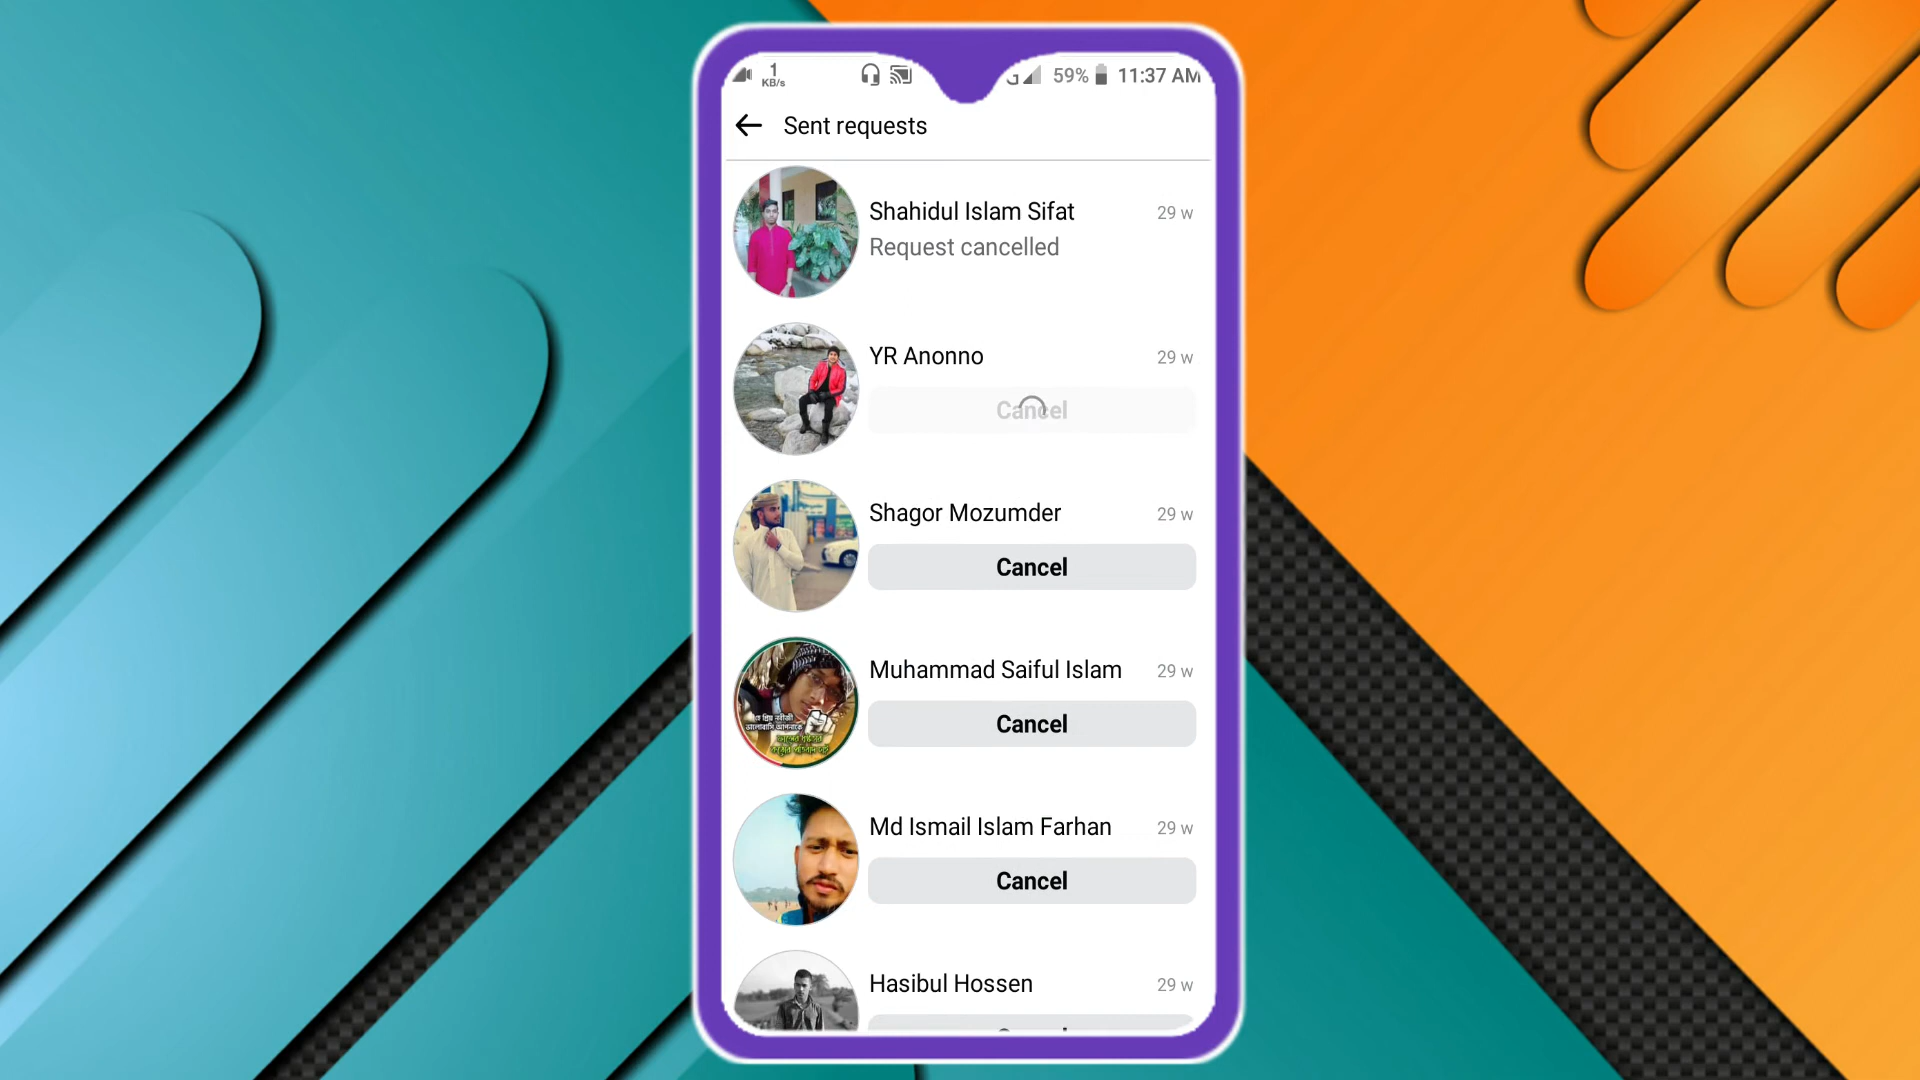 1
KB/s
59%
11:37 AM
Sent requests
Shahidul Islam Sifat
29 w
Request cancelled
YR Anonno
29 w
Cancel
Shagor Mozumder
29 w
Cancel
Muhammad Saiful Islam
29 w
Cancel
Md Ismail Islam Farhan
29 w
Cancel
Hasibul Hossen
29 w